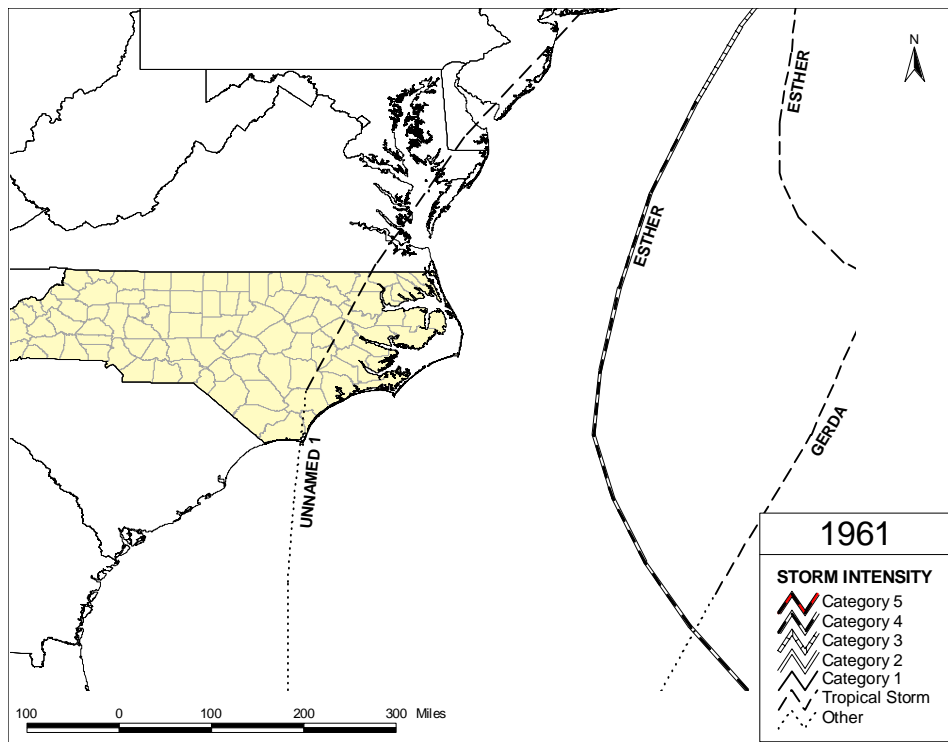 N
ESTHER
ESTHER
GERDA
UNNAMED 1
1961
STORM INTENSITY
Category 5
Category 4
Category 3
Category 2
Category 1
Tropical Storm
Other
100 0 100 200 300 Miles